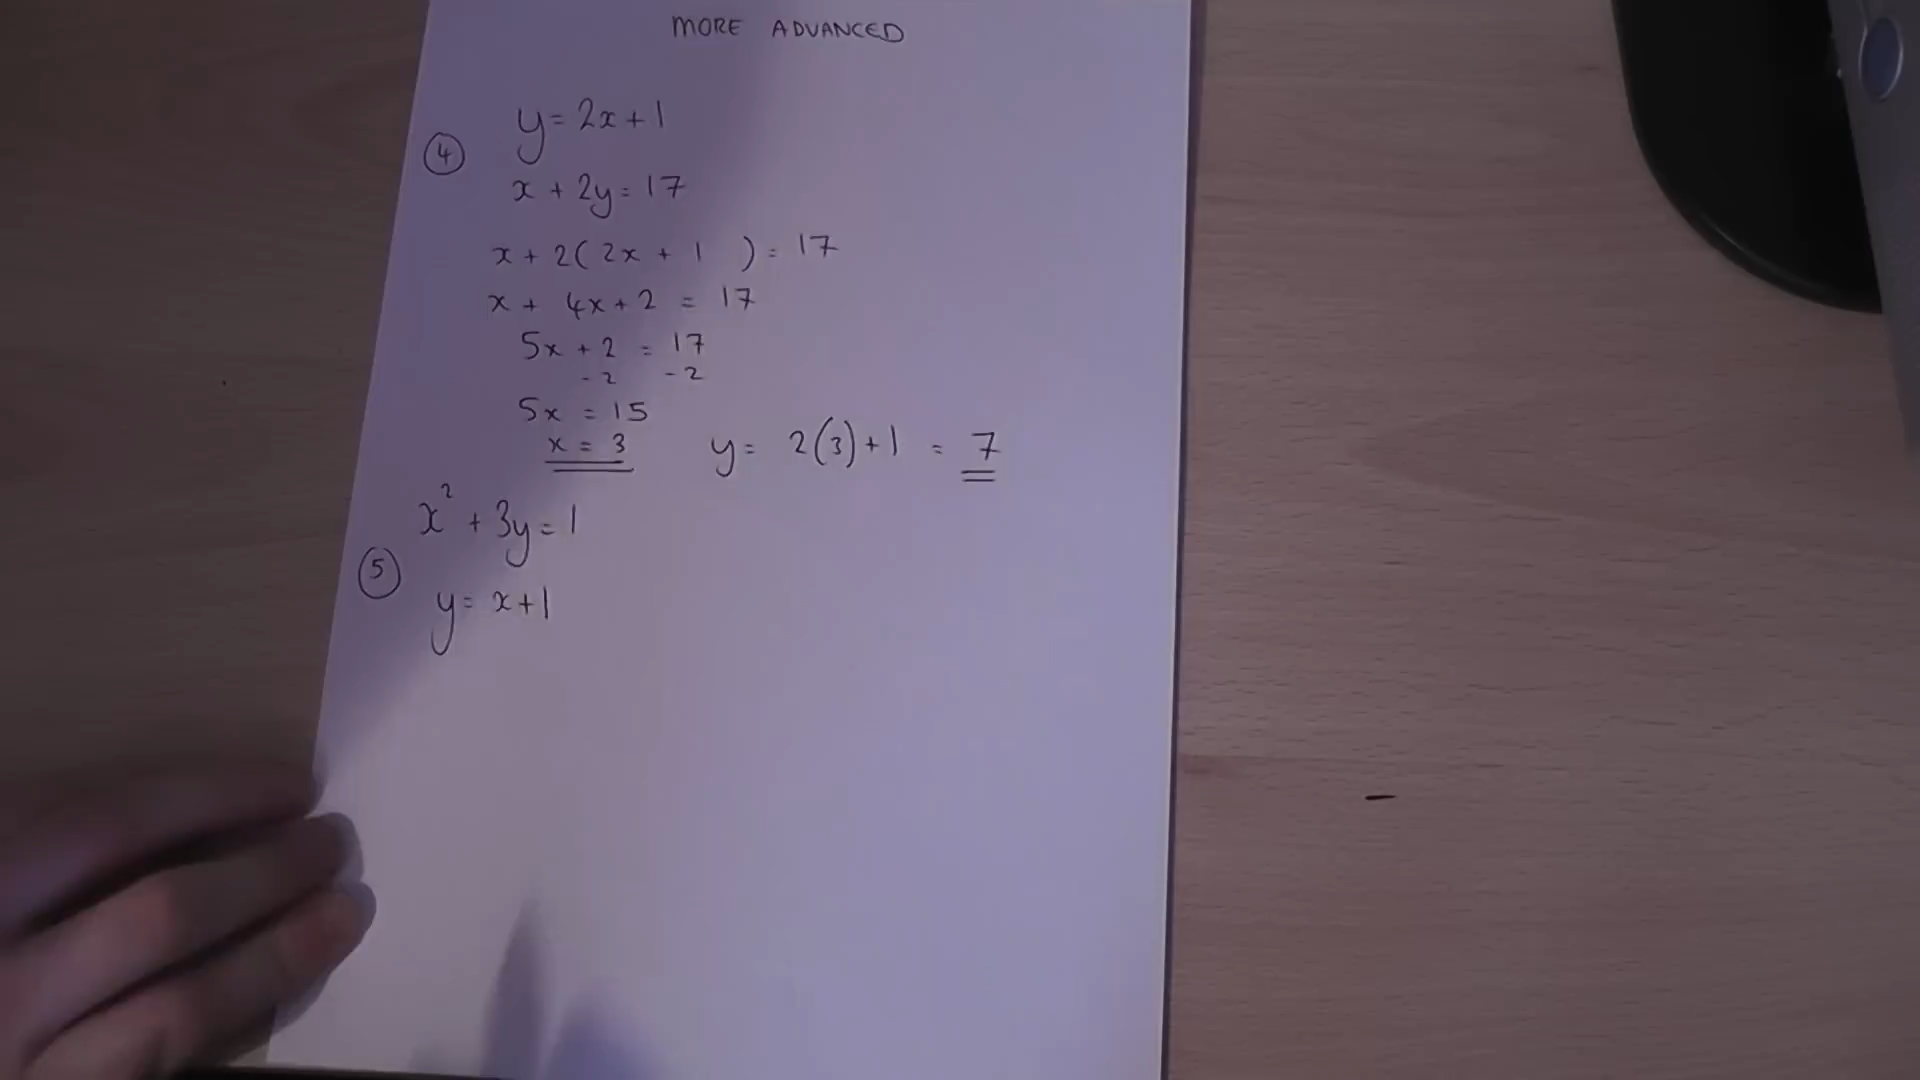 MORE ADVANCED
④ y = 2x + 1
x + 2y = 17
x + 2( 2x + 1 ) = 17
x + 4x + 2 = 17
5x + 2 = 17
- 2 - 2
5x = 15
x = 3 y = 2(3) + 1 = 7
x² + 3y = 1
⑤
y = x + 1